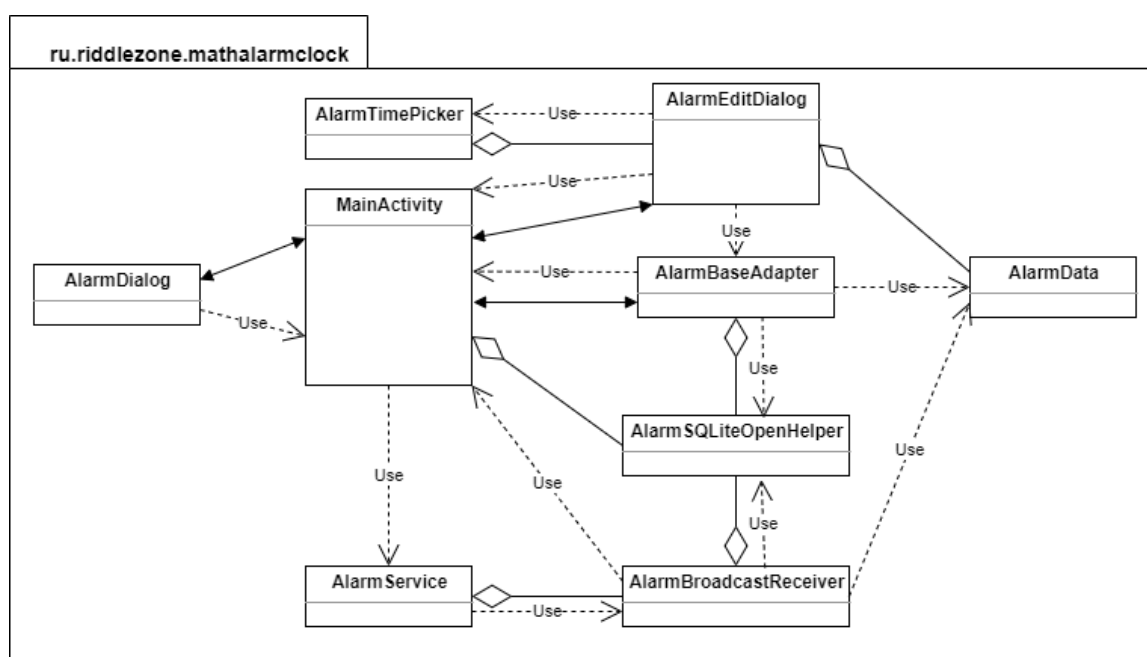 ru.riddlezone.mathalarmclock
AlarmTimePicker
Use
AlarmEditDialog
Use
MainActivity
Use
AlarmDialog
Use
AlarmBaseAdapter
Use
AlarmData
Use
Use
AlarmSQLiteOpenHelper
Use
Use
Use
Use
AlarmService
Use
AlarmBroadcastReceiver